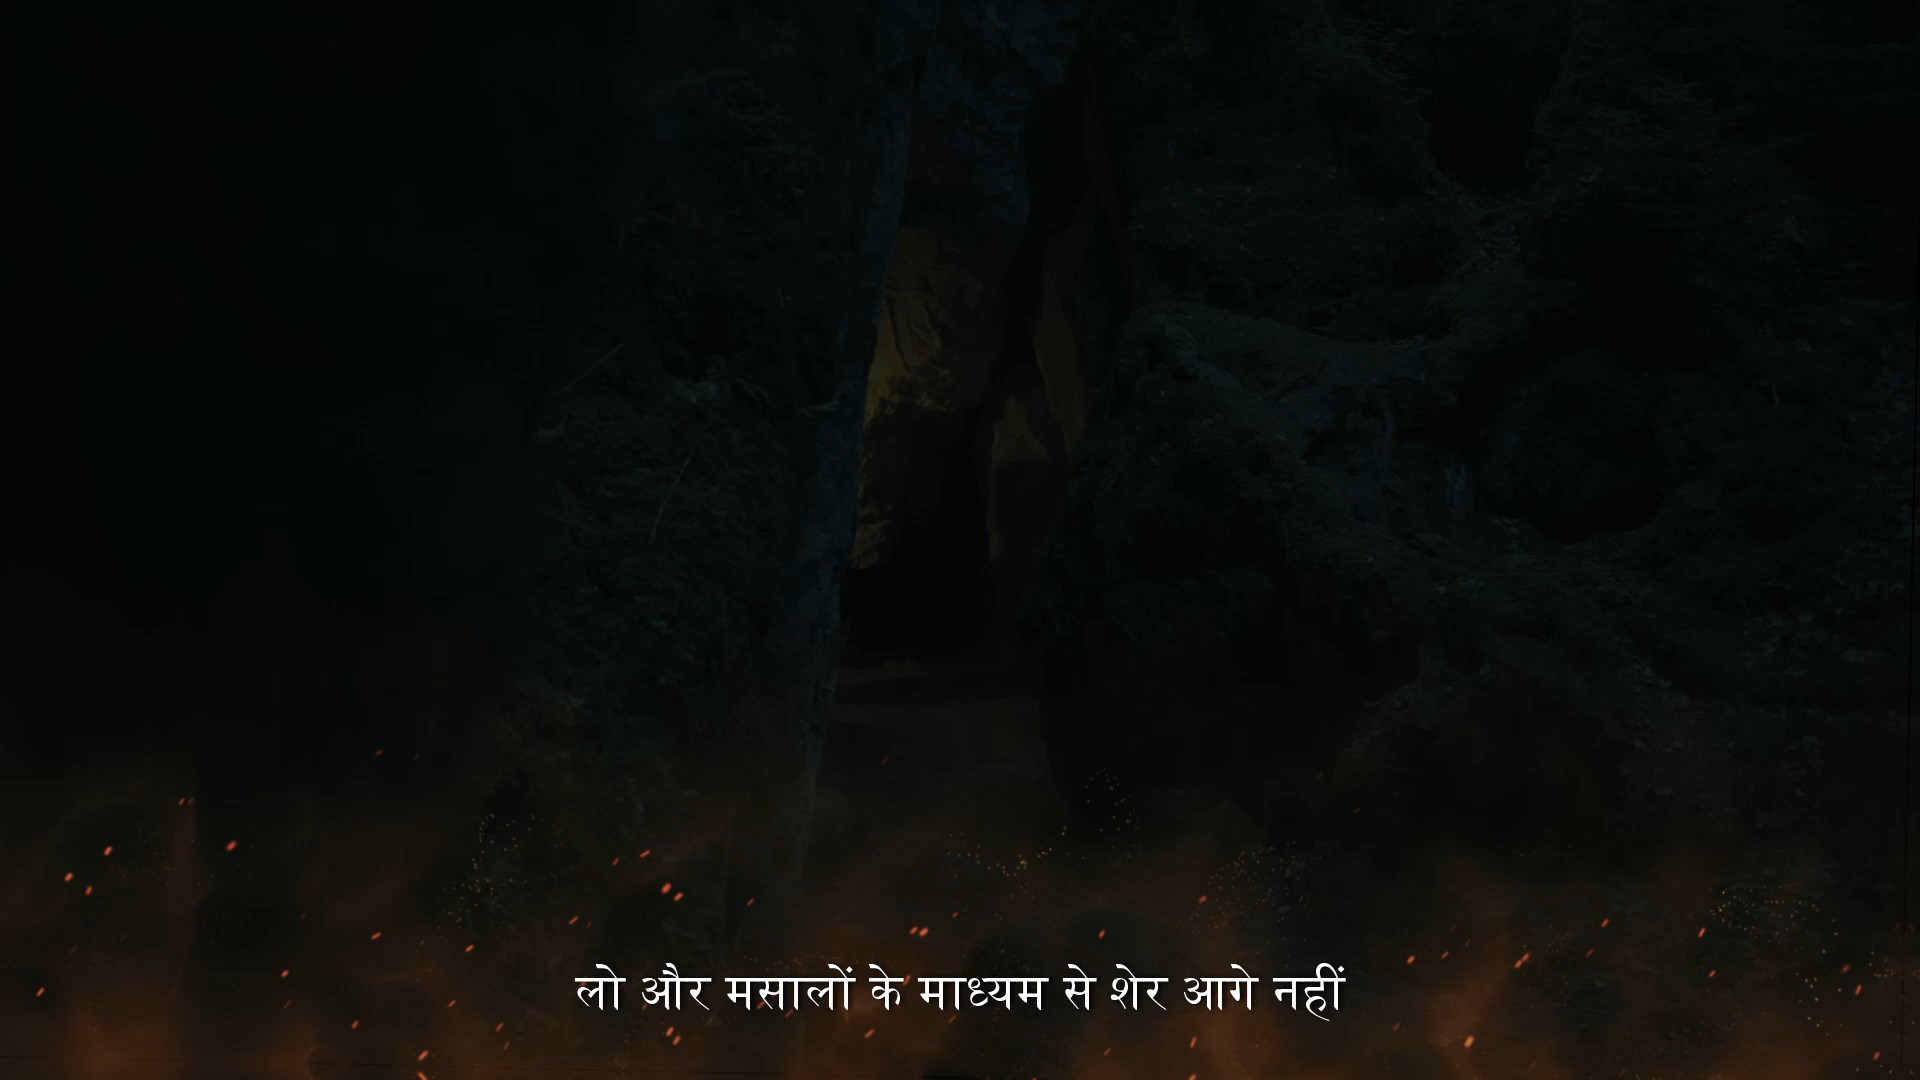 लो और मसालों के माध्यम से शेर आगे नहीं